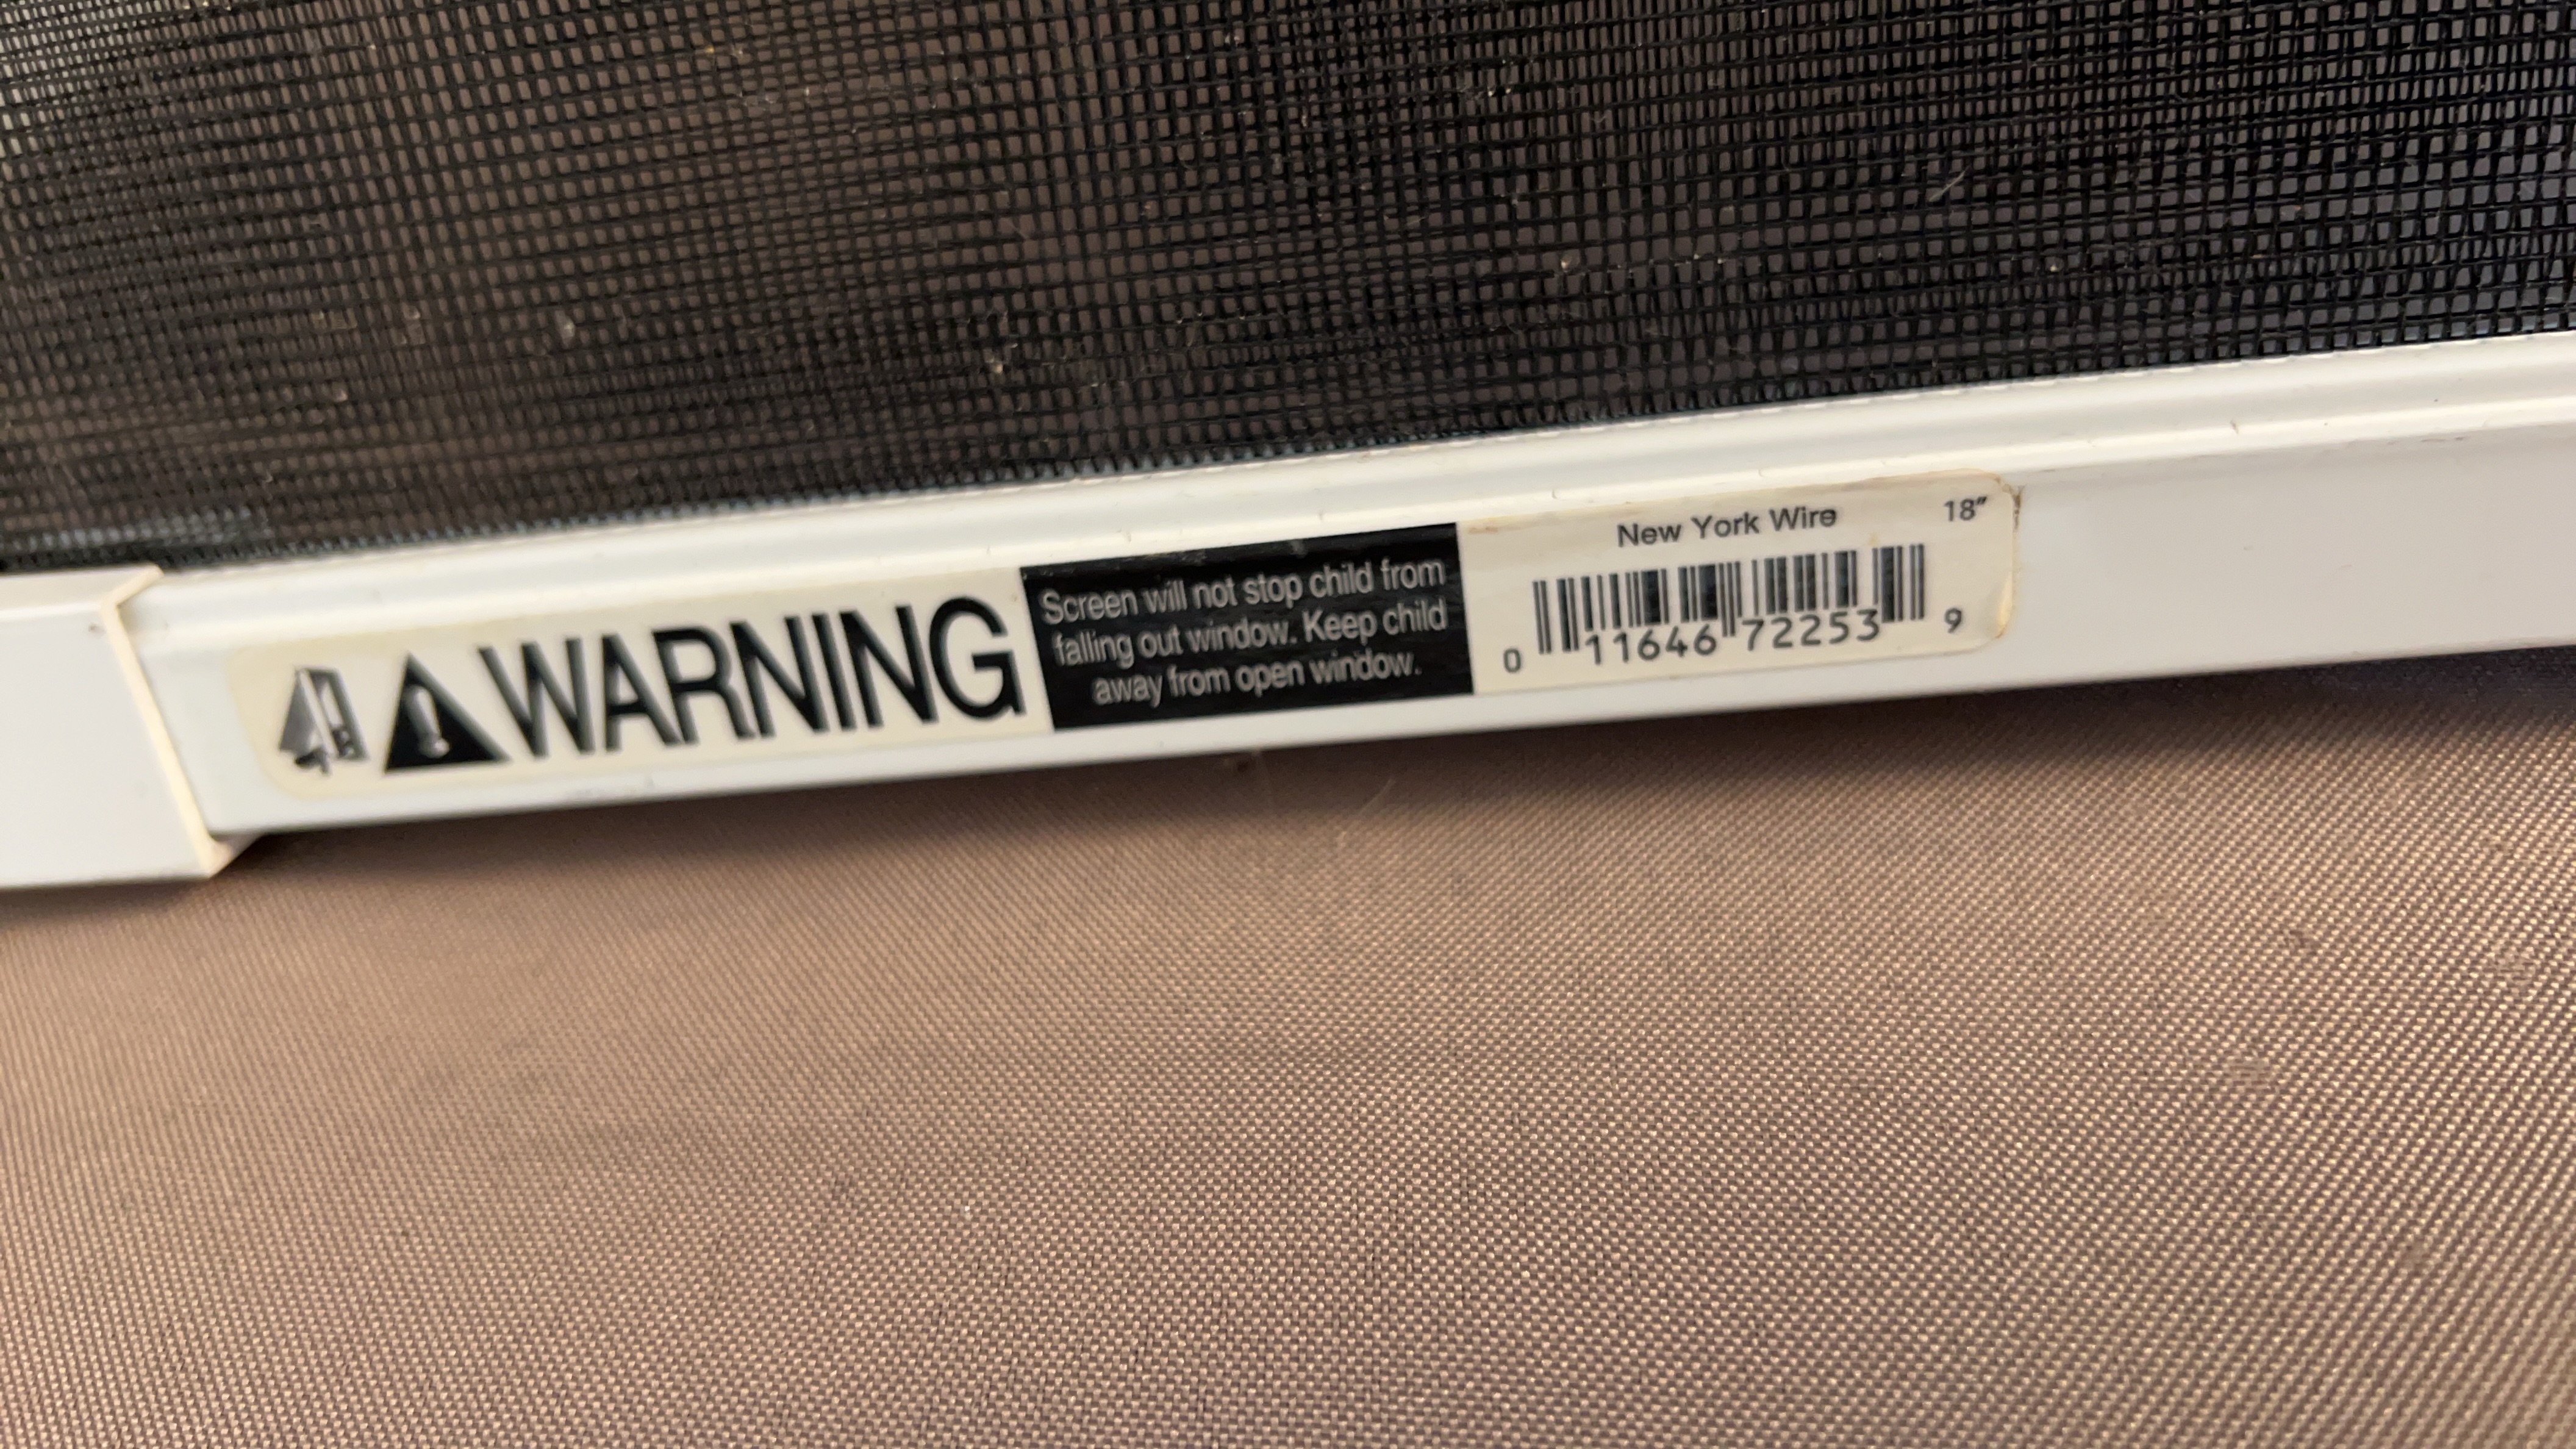 WARNING
Screen will not stop child from
falling out window. Keep child
away from open window.
New York Wire 18"
0 11646 72253 9